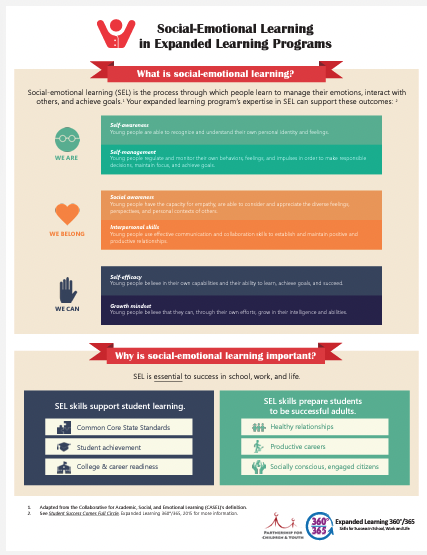 Social-Emotional Learning
in Expanded Learning Programs
What is social-emotional learning?
Social-emotional learning (SEL) is the process through which people learn to manage their emotions, interact with
others, and achieve goals.¹ Your expanded learning program's expertise in SEL can support these outcomes: ²
WE ARE
Self-awareness
Young people are able to recognize and understand their own personal identity and feelings.
Self-management
Young people regulate and monitor their own behaviors, feelings, and impulses in order to make responsible
decisions, maintain focus, and achieve goals.
WE BELONG
Social awareness
Young people have the capacity for empathy, are able to consider and appreciate the diverse feelings,
perspectives, and personal contexts of others.
Interpersonal skills
Young people use effective communication and collaboration skills to establish and maintain positive and
productive relationships.
WE CAN
Self-efficacy
Young people believe in their own capabilities and their ability to learn, achieve goals, and succeed.
Growth mindset
Young people believe that they can, through their own efforts, grow in their intelligence and abilities.
Why is social-emotional learning important?
SEL is essential to success in school, work, and life.
SEL skills support student learning.
Common Core State Standards
Student achievement
College & career readiness
SEL skills prepare students
to be successful adults.
Healthy relationships
Productive careers
Socially conscious, engaged citizens
1. Adapted from the Collaborative for Academic, Social, and Emotional Learning (CASEL)'s definition.
2. See Student Success Comes Full Circle, Expanded Learning 360°/365, 2015 for more information.
PARTNERSHIP FOR
CHILDREN & YOUTH
360°
365
Expanded Learning 360°/365
Skills for Success in School, Work and Life